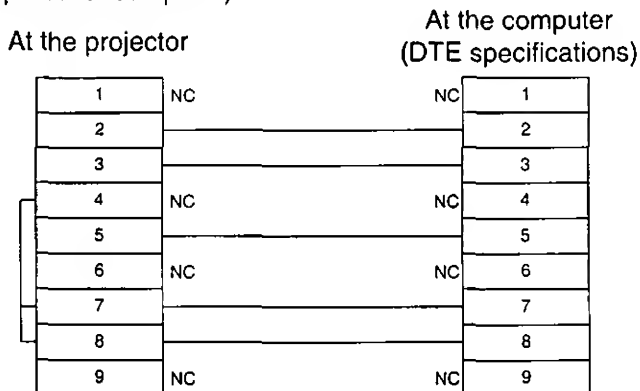 At the projector
At the computer
(DTE specifications)
1 NC NC 1
2 2
3 3
4 NC NC 4
5 5
6 NC NC 6
7 7
8 8
9 NC NC 9